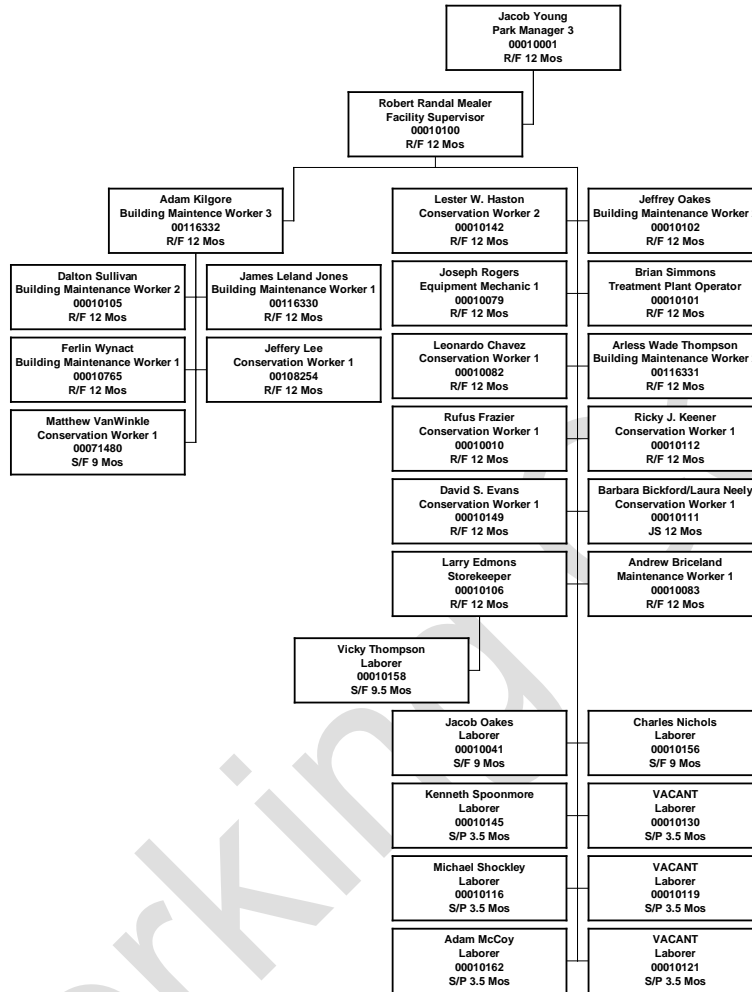 Jacob Young
Park Manager 3
00010001
R/F 12 Mos
Robert Randal Mealer
Facility Supervisor
00010100
R/F 12 Mos
Adam Kilgore
Building Maintence Worker 3
00116332
R/F 12 Mos
Dalton Sullivan
Building Maintenance Worker 2
00010105
R/F 12 Mos
James Leland Jones
Building Maintenance Worker 1
00116330
R/F 12 Mos
Ferlin Wynact
Building Maintenance Worker 1
00010765
R/F 12 Mos
Jeffery Lee
Conservation Worker 1
00108254
R/F 12 Mos
Matthew VanWinkle
Conservation Worker 1
00071480
S/F 9 Mos
Lester W. Haston
Conservation Worker 2
00010142
R/F 12 Mos
Jeffrey Oakes
Building Maintenance Worker
00010102
R/F 12 Mos
Joseph Rogers
Equipment Mechanic 1
00010079
R/F 12 Mos
Brian Simmons
Treatment Plant Operator
00010101
R/F 12 Mos
Leonardo Chavez
Conservation Worker 1
00010082
R/F 12 Mos
Arless Wade Thompson
Building Maintenance Worker
00116331
R/F 12 Mos
Rufus Frazier
Conservation Worker 1
00010010
R/F 12 Mos
Ricky J. Keener
Conservation Worker 1
00010112
R/F 12 Mos
David S. Evans
Conservation Worker 1
00010149
R/F 12 Mos
Barbara Bickford/Laura Neely
Conservation Worker 1
00010111
JS 12 Mos
Larry Edmons
Storekeeper
00010106
R/F 12 Mos
Andrew Briceland
Maintenance Worker 1
00010083
R/F 12 Mos
Vicky Thompson
Laborer
00010158
S/F 9.5 Mos
Jacob Oakes
Laborer
00010041
S/F 9 Mos
Charles Nichols
Laborer
00010156
S/F 9 Mos
Kenneth Spoonmore
Laborer
00010145
S/P 3.5 Mos
VACANT
Laborer
00010130
S/P 3.5 Mos
Michael Shockley
Laborer
00010116
S/P 3.5 Mos
VACANT
Laborer
00010119
S/P 3.5 Mos
Adam McCoy
Laborer
00010162
S/P 3.5 Mos
VACANT
Laborer
00010121
S/P 3.5 Mos